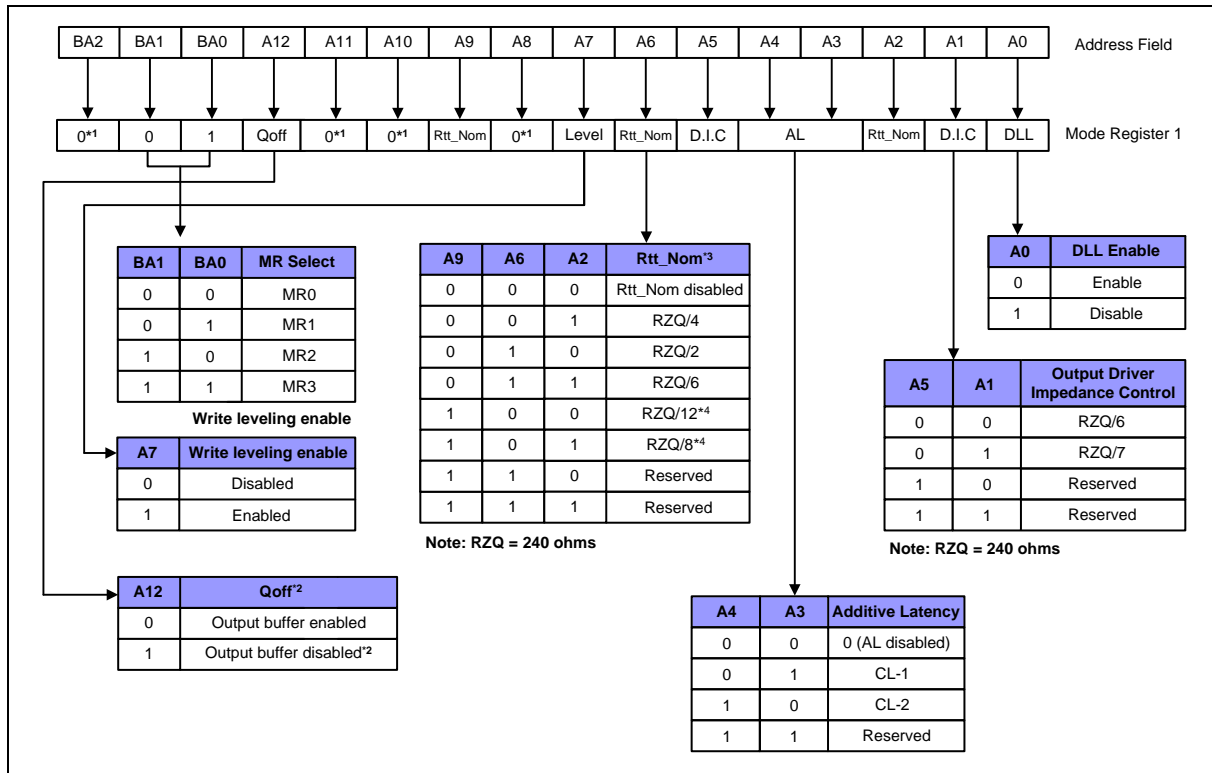 BA2 BA1 BA0 A12 A11 A10 A9 A8 A7 A6 A5 A4 A3 A2 A1 A0 Address Field
0*1 0 1 Qoff 0*1 0*1 Rtt_Nom 0*1 Level Rtt_Nom D.I.C AL Rtt_Nom D.I.C DLL Mode Register 1
BA1 BA0 MR Select
0 0 MR0
0 1 MR1
1 0 MR2
1 1 MR3
Write leveling enable
A7 Write leveling enable
0 Disabled
1 Enabled
A12 Qoff*2
0 Output buffer enabled
1 Output buffer disabled*2
A9 A6 A2 Rtt_Nom*3
0 0 0 Rtt_Nom disabled
0 0 1 RZQ/4
0 1 0 RZQ/2
0 1 1 RZQ/6
1 0 0 RZQ/12*4
1 0 1 RZQ/8*4
1 1 0 Reserved
1 1 1 Reserved
Note: RZQ = 240 ohms
A4 A3 Additive Latency
0 0 0 (AL disabled)
0 1 CL-1
1 0 CL-2
1 1 Reserved
A0 DLL Enable
0 Enable
1 Disable
A5 A1 Output Driver
Impedance Control
0 0 RZQ/6
0 1 RZQ/7
1 0 Reserved
1 1 Reserved
Note: RZQ = 240 ohms